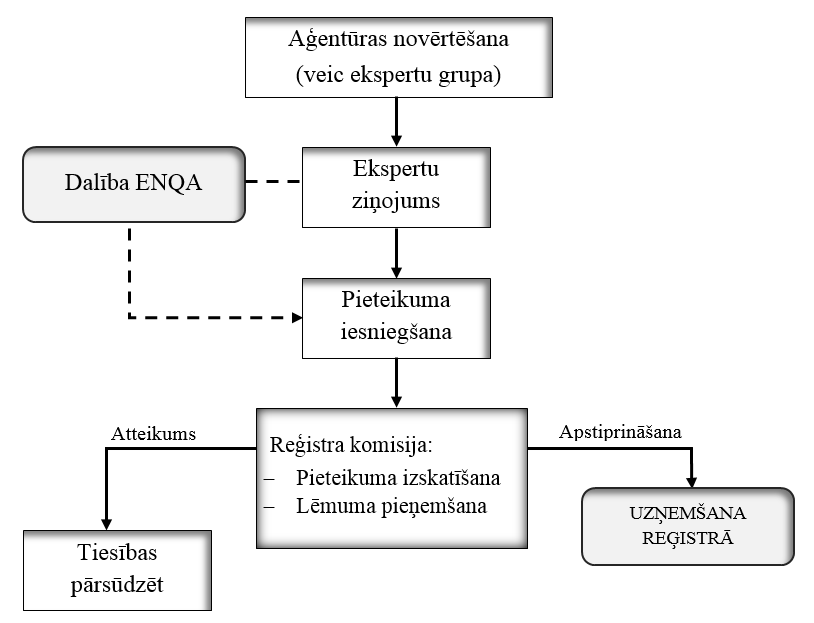 Aģentūras novērtēšana
(veic ekspertu grupa)
Dalība ENQA
Ekspertu
ziņojums
Pieteikuma
iesniegšana
Atteikums
Apstiprināšana
Reģistra komisija:
– Pieteikuma izskatīšana
– Lēmuma pieņemšana
UZŅEMŠANA
REĢISTRĀ
Tiesības
pārsūdzēt